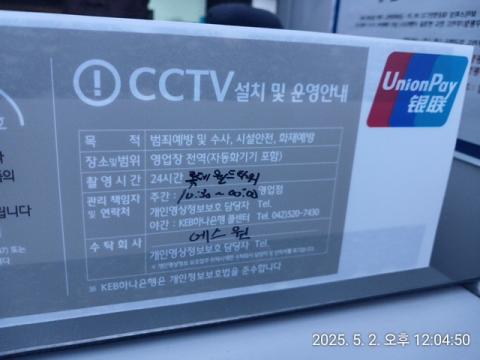 CCTV 설치 및 운영안내
UnionPay
银联
목 적 범죄예방 및 수사, 시설안전, 화재예방
장소및범위 영업장 전역(자동화기기 포함)
촬영시간 24시간 롯데월드타워
관리 책임자 및 연락처 주간: 10:30~00:00 영업점
개인영상정보보호 담당자 Tel.
야간: KEB하나은행 콜센터 Tel. 042)520-7430
수탁회사 에스원
개인영상정보보호 담당자 Tel.
※ KEB하나은행은 개인정보보호법을 준수합니다
2025. 5. 2. 오후 12:04:50